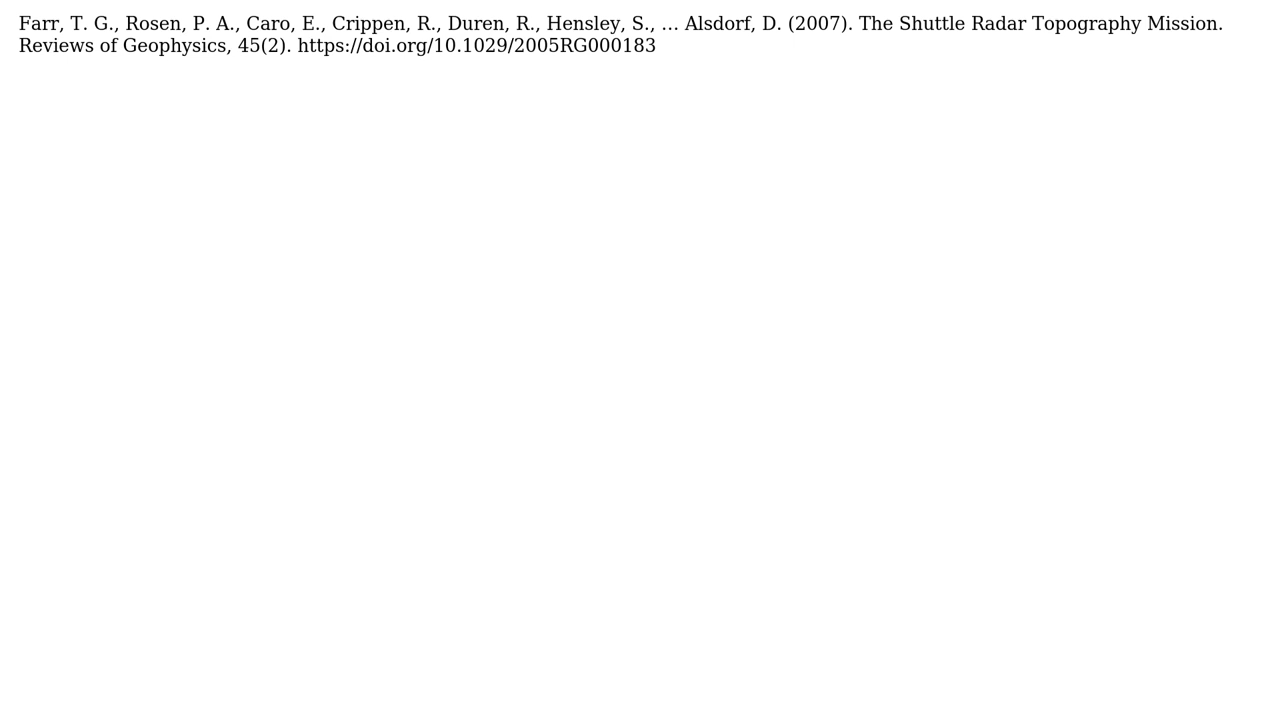 Farr, T. G., Rosen, P. A., Caro, E., Crippen, R., Duren, R., Hensley, S., … Alsdorf, D. (2007). The Shuttle Radar Topography Mission.
Reviews of Geophysics, 45(2). https://doi.org/10.1029/2005RG000183